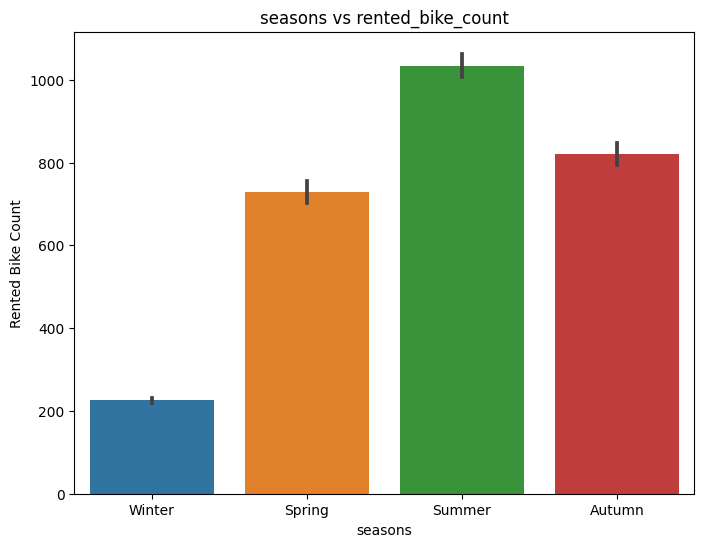 seasons vs rented_bike_count
Rented Bike Count
1000
800
600
400
200
0
Winter Spring Summer Autumn
seasons